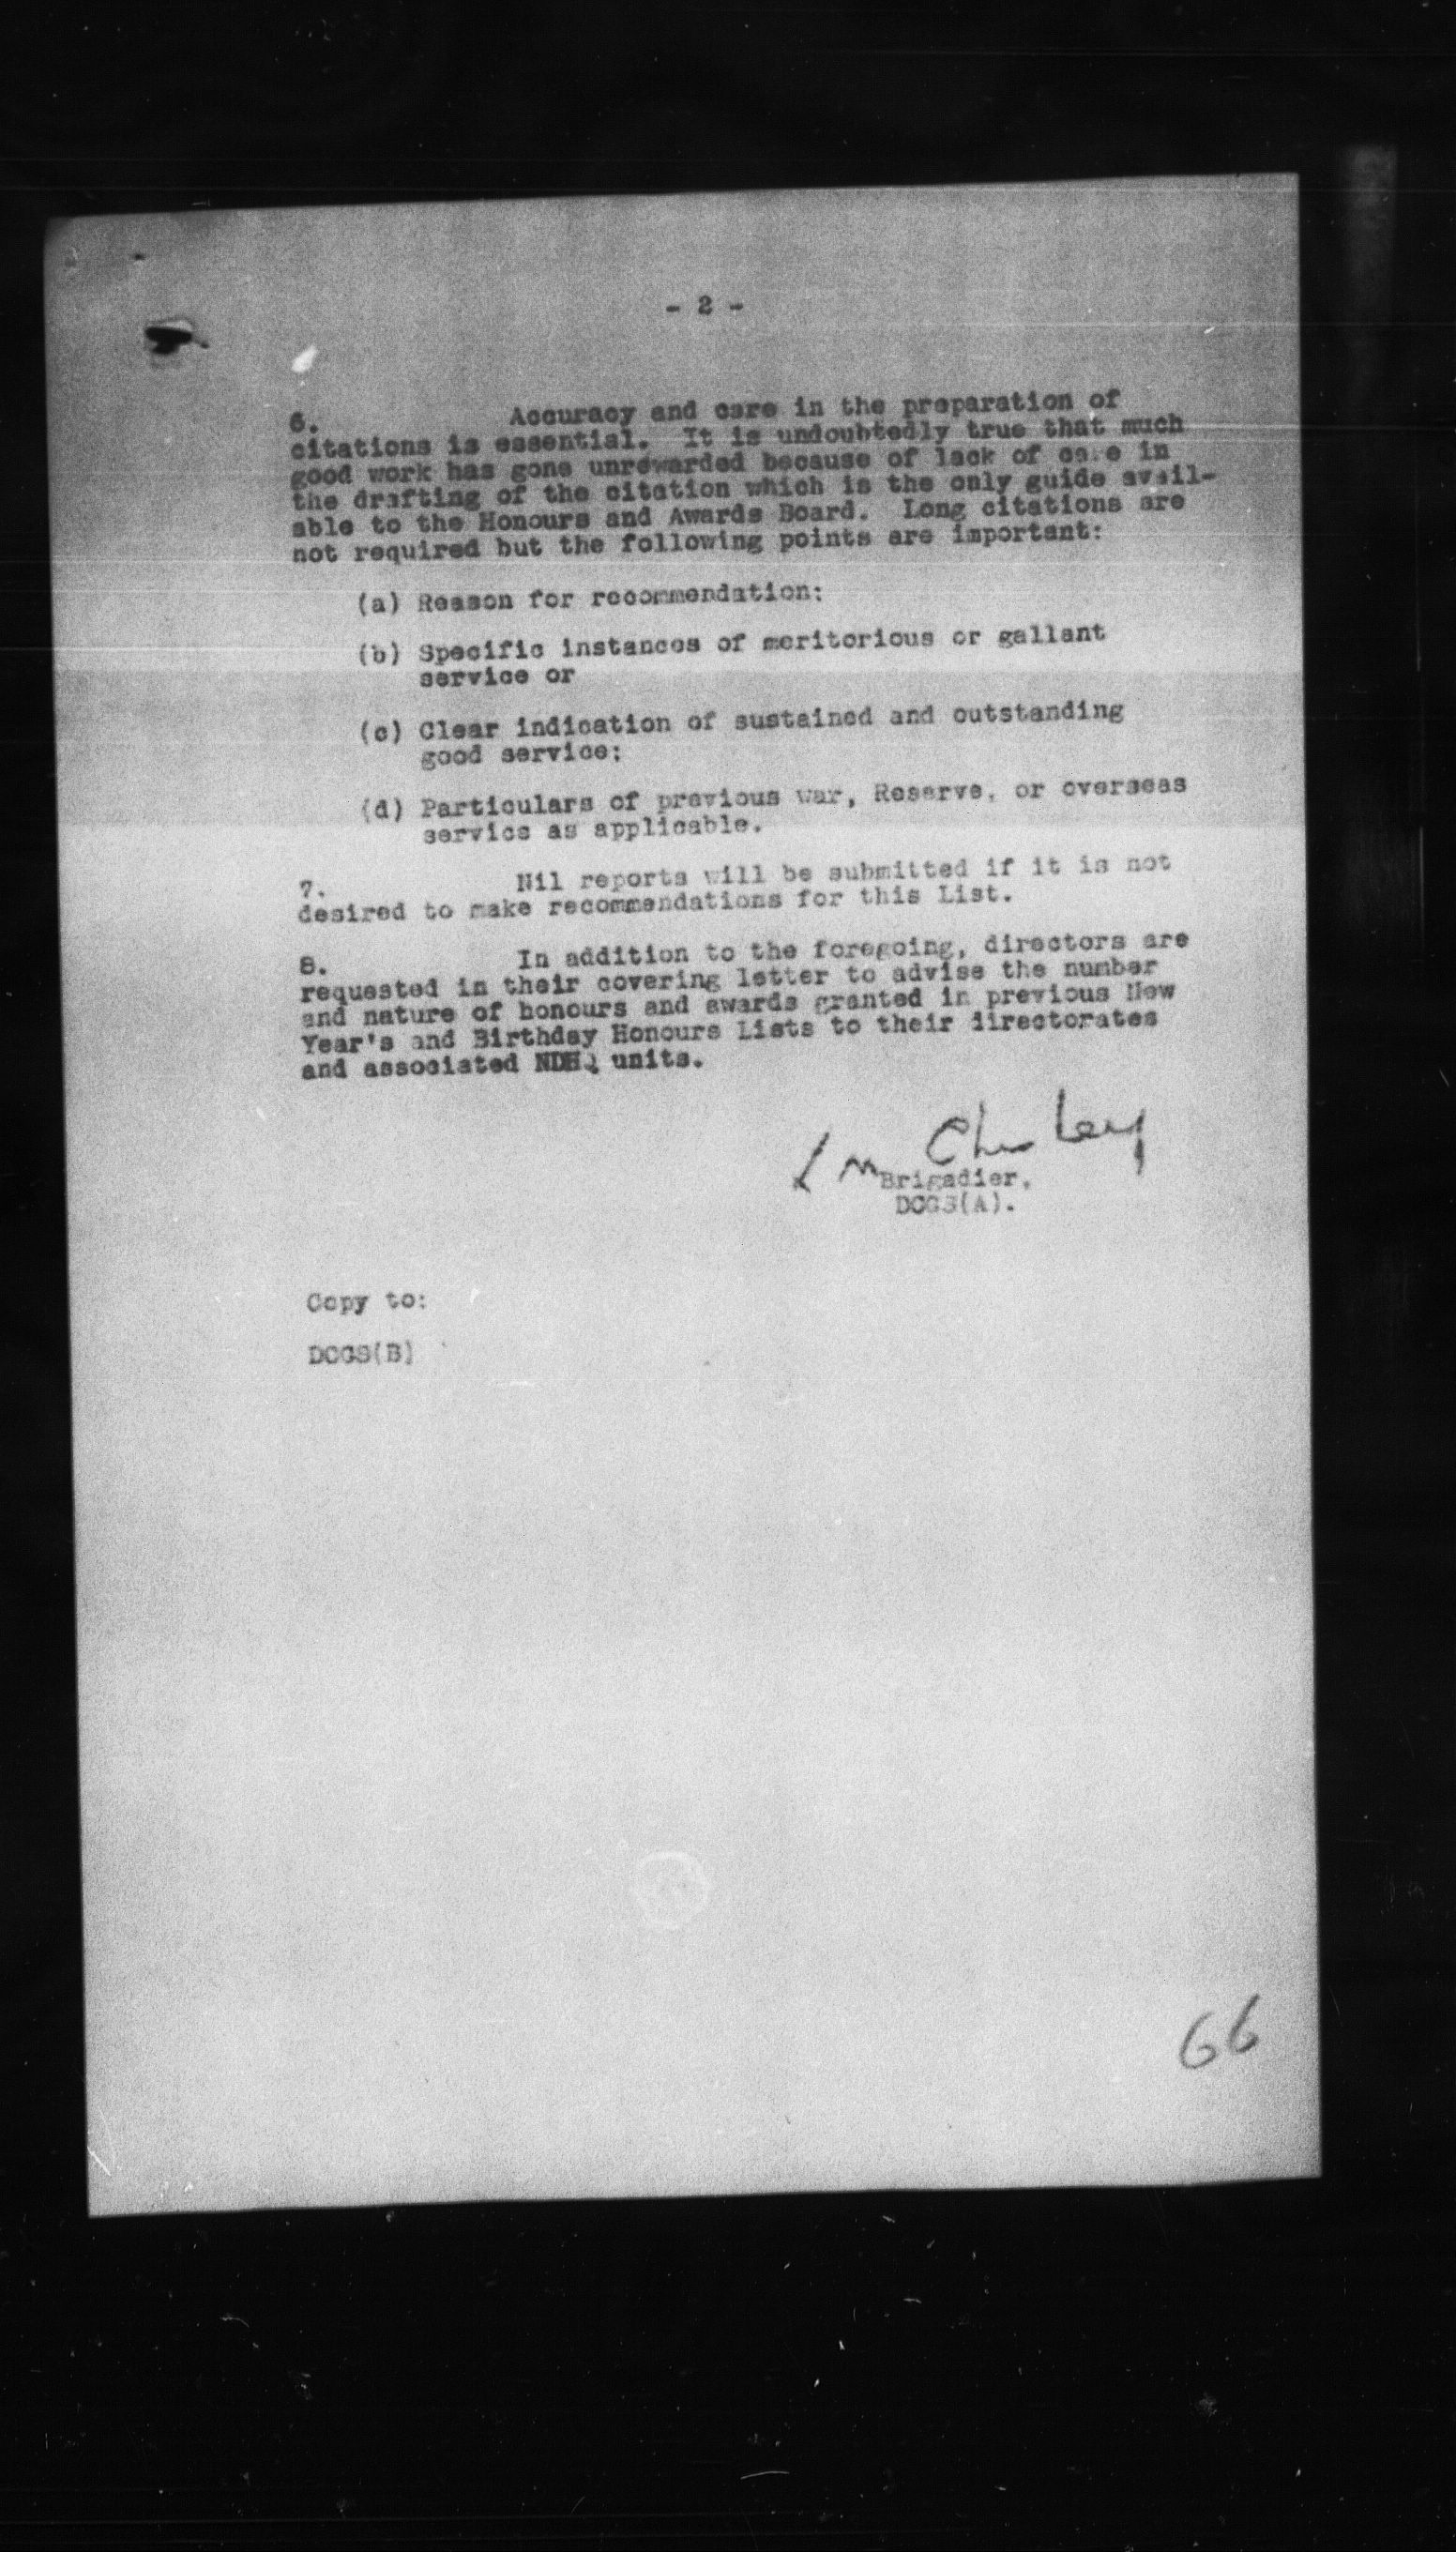 - 2 -
6. Accuracy and care in the preparation of
citations is essential. It is undoubtedly true that much
good work has gone unrewarded because of lack of care in
the drafting of the citation which is the only guide avail-
able to the Honours and Awards Board. Long citations are
not required but the following points are important:
(a) Reason for recommendation:
(b) Specific instances of meritorious or gallant
service or
(c) Clear indication of sustained and outstanding
good service;
(d) Particulars of previous war, Reserve, or overseas
service as applicable.
7. Nil reports will be submitted if it is not
desired to make recommendations for this List.
8. In addition to the foregoing, directors are
requested in their covering letter to advise the number
and nature of honours and awards granted in previous New
Year's and Birthday Honours Lists to their directorates
and associated NDHQ units.
Brigadier,
DCGS(A).
Copy to:
DCGS(B)
66